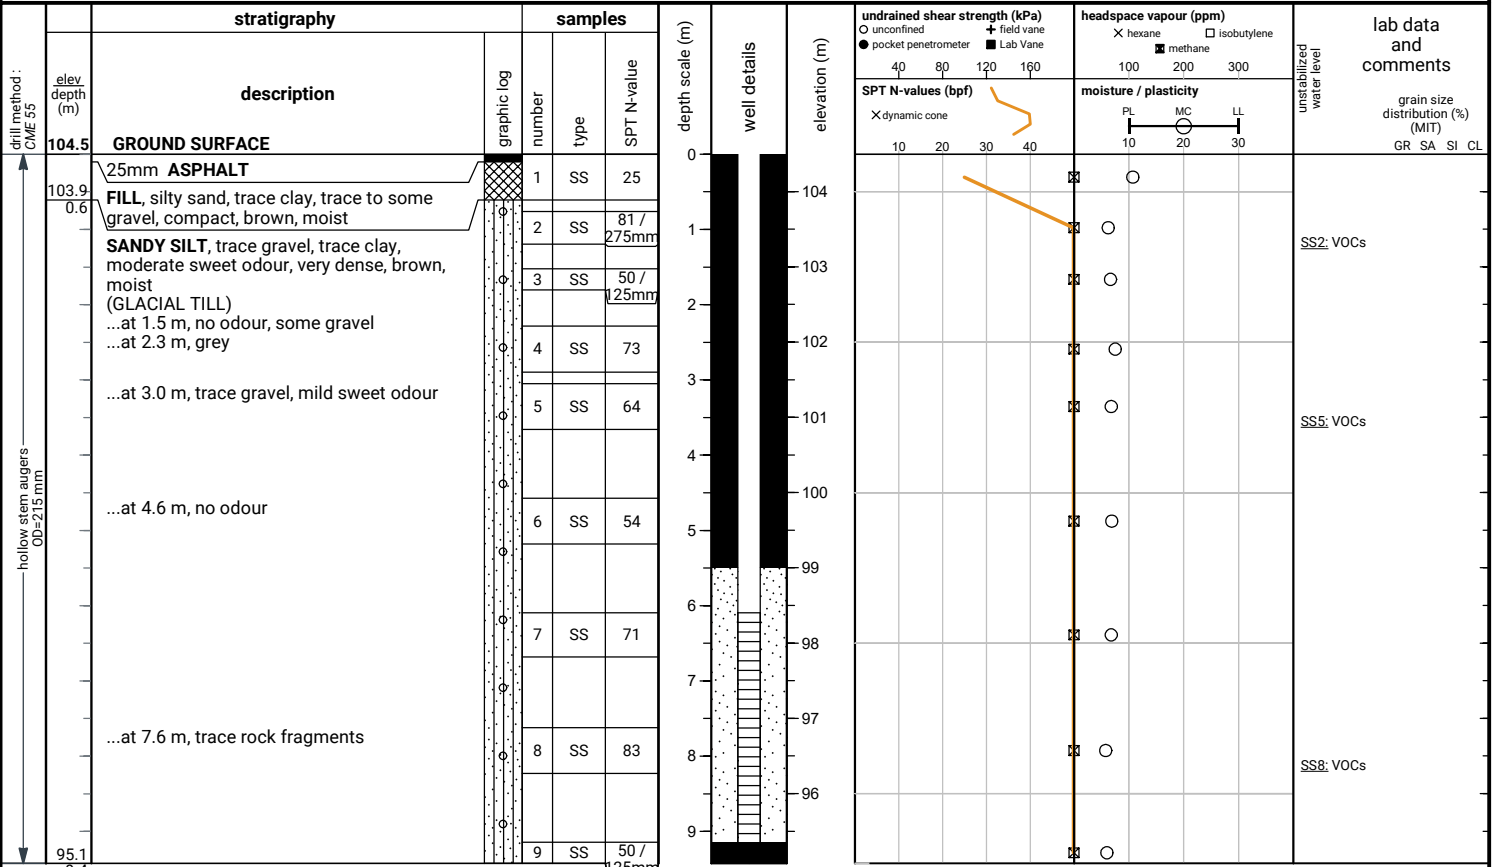 stratigraphy
samples
undrained shear strength (kPa)
unconfined
field vane
pocket penetrometer
Lab Vane
40 80 120 160
headspace vapour (ppm)
hexane
isobutylene
methane
100 200 300
lab data
and
comments
drill method :
CME 55
elev
depth
(m)
description
graphic log
number
type
SPT N-value
depth scale (m)
well details
elevation (m)
SPT N-values (bpf)
dynamic cone
10 20 30 40
moisture / plasticity
PL MC LL
10 20 30
unstabilized
water level
grain size
distribution (%)
(MIT)
GR SA SI CL
104.5 GROUND SURFACE
25mm ASPHALT
103.9
0.6
FILL, silty sand, trace clay, trace to some
gravel, compact, brown, moist
SANDY SILT, trace gravel, trace clay,
moderate sweet odour, very dense, brown,
moist
(GLACIAL TILL)
...at 1.5 m, no odour, some gravel
...at 2.3 m, grey
...at 3.0 m, trace gravel, mild sweet odour
...at 4.6 m, no odour
...at 7.6 m, trace rock fragments
95.1
hollow stem augers
OD=215 mm
1 SS 25
2 SS 81 /
275mm
3 SS 50 /
125mm
4 SS 73
5 SS 64
6 SS 54
7 SS 71
8 SS 83
9 SS 50 /
125mm
0
1
2
3
4
5
6
7
8
9
104
103
102
101
100
99
98
97
96
SS2: VOCs
SS5: VOCs
SS8: VOCs